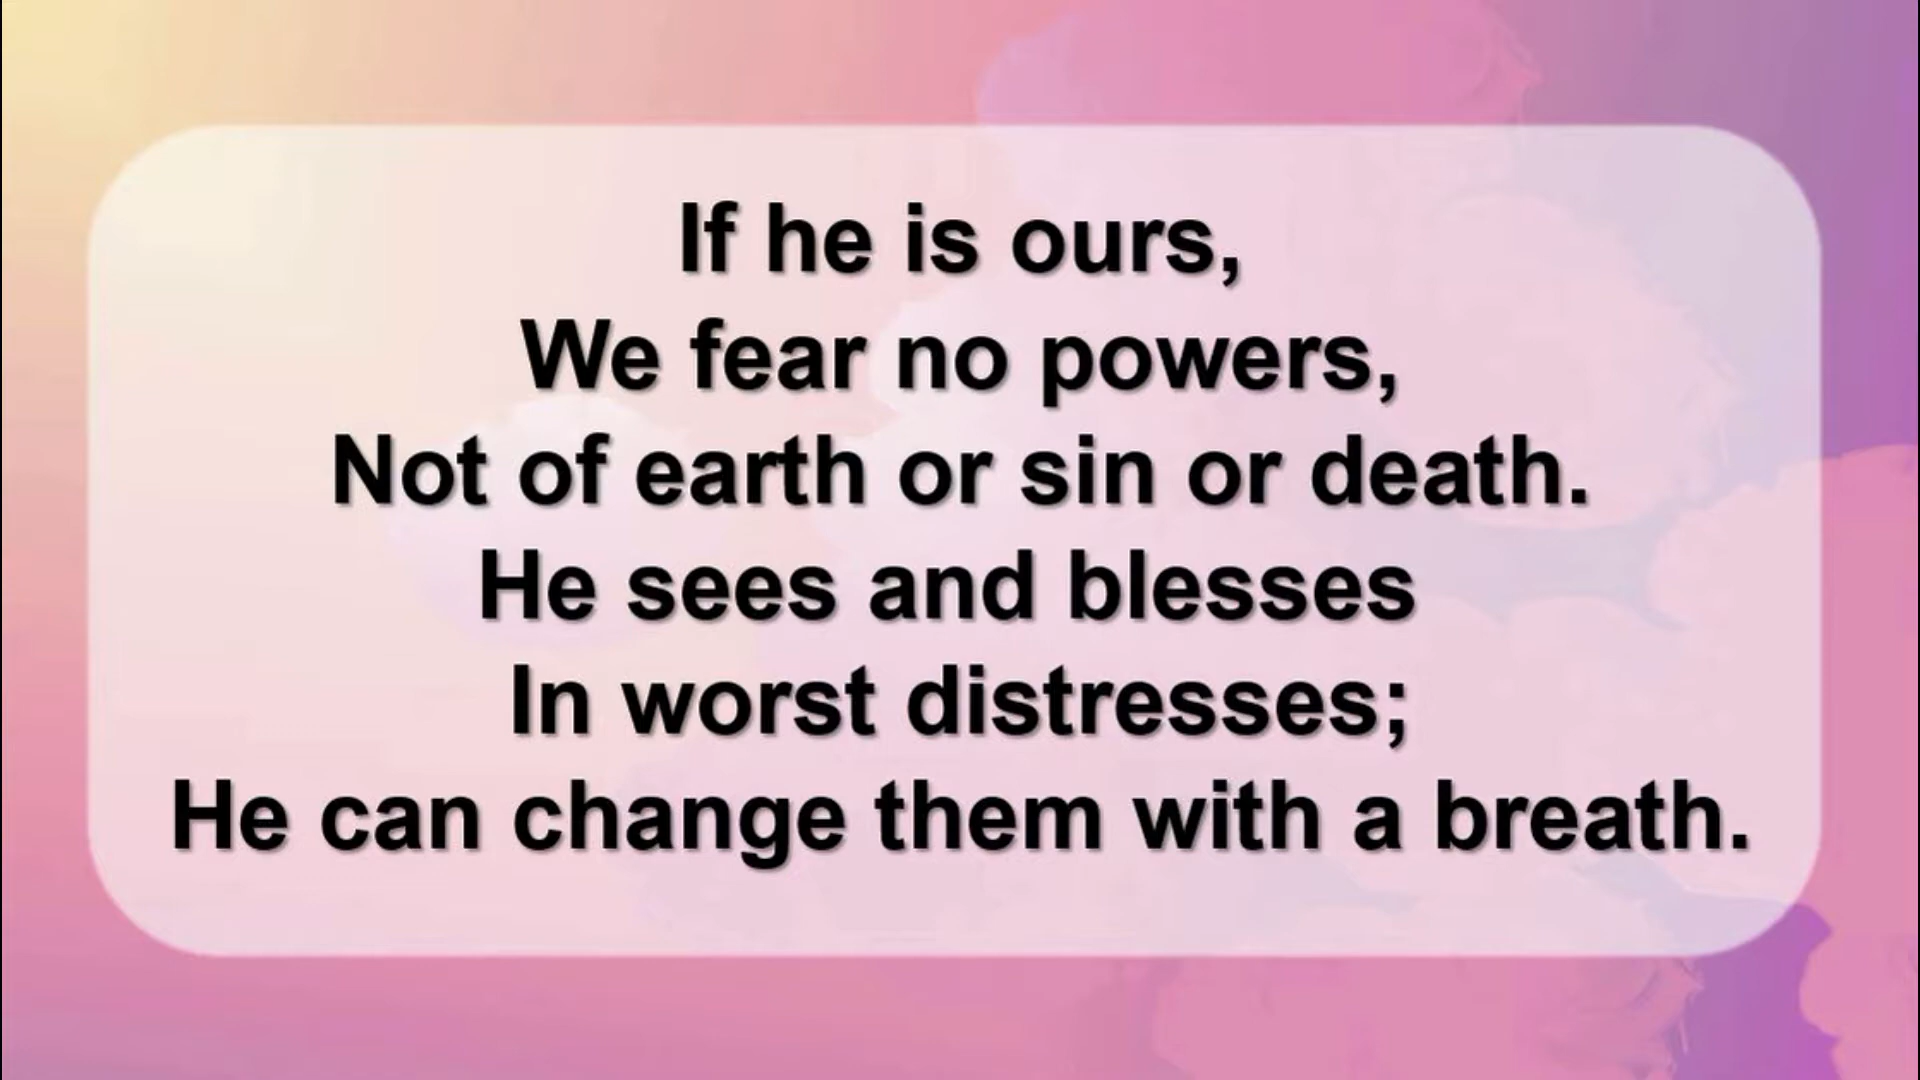 If he is ours,
We fear no powers,
Not of earth or sin or death.
He sees and blesses
In worst distresses;
He can change them with a breath.